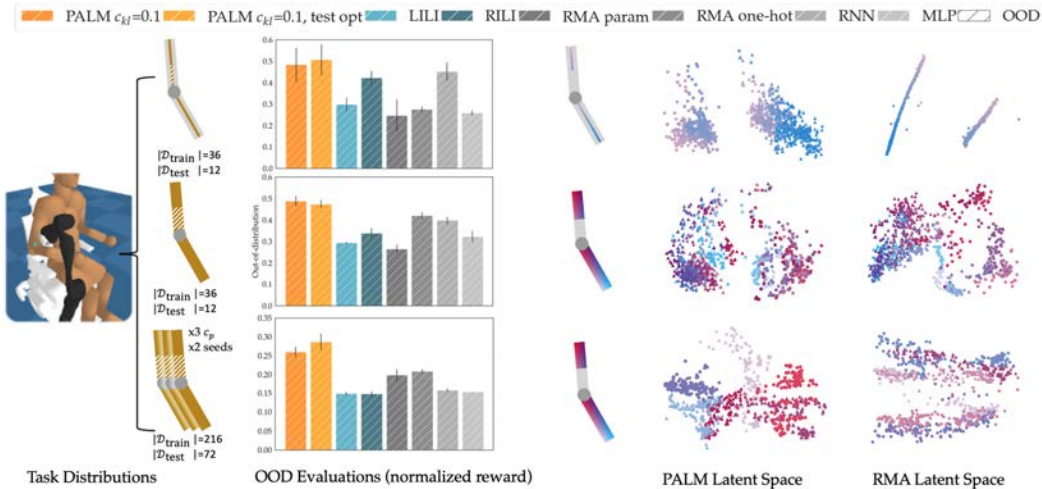 PALM c_kl=0.1 PALM c_kl=0.1, test opt LILI RILI RMA param RMA one-hot RNN MLP OOD
0.6
0.5
0.4
0.3
0.2
0.1
0.0
|D_train|=36
|D_test|=12
0.6
0.5
0.4
0.3
0.2
0.1
0.0
Out-of-distribution
|D_train|=36
|D_test|=12
x3 c_p
x2 seeds
0.35
0.30
0.25
0.20
0.15
0.10
0.05
0.00
|D_train|=216
|D_test|=72
Task Distributions
OOD Evaluations (normalized reward)
PALM Latent Space
RMA Latent Space